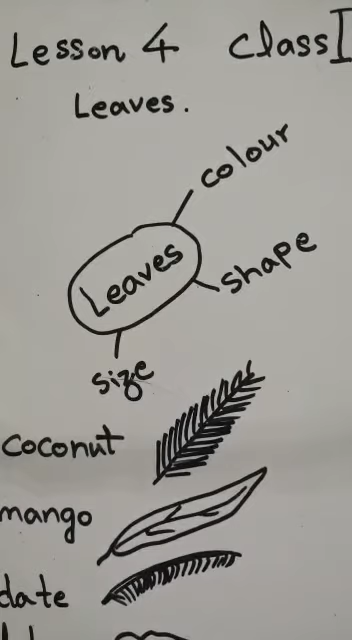 Lesson 4 Class I
Leaves.
colour
Leaves
shape
size
coconut
mango
date